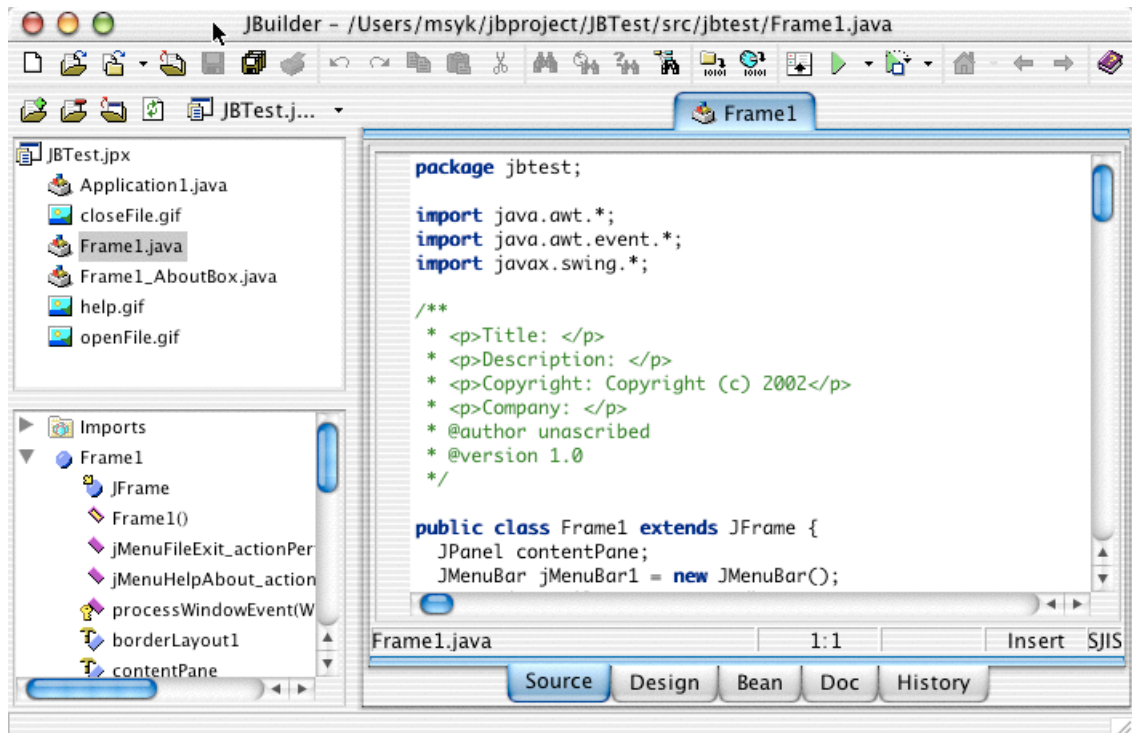 JBuilder – /Users/msyk/jbproject/JBTest/src/jbtest/Frame1.java
JBTest.j...
Frame1
JBTest.jpx
Application1.java
closeFile.gif
Frame1.java
Frame1_AboutBox.java
help.gif
openFile.gif
Imports
Frame1
JFrame
Frame1()
jMenuFileExit_actionPer
jMenuHelpAbout_action
processWindowEvent(W
borderLayout1
contentPane
package jbtest;
import java.awt.*;
import java.awt.event.*;
import javax.swing.*;
/**
* <p>Title: </p>
* <p>Description: </p>
* <p>Copyright: Copyright (c) 2002</p>
* <p>Company: </p>
* @author unascribed
* @version 1.0
*/
public class Frame1 extends JFrame {
JPanel contentPane;
JMenuBar jMenuBar1 = new JMenuBar();
Frame1.java 1:1 Insert SJIS
Source Design Bean Doc History